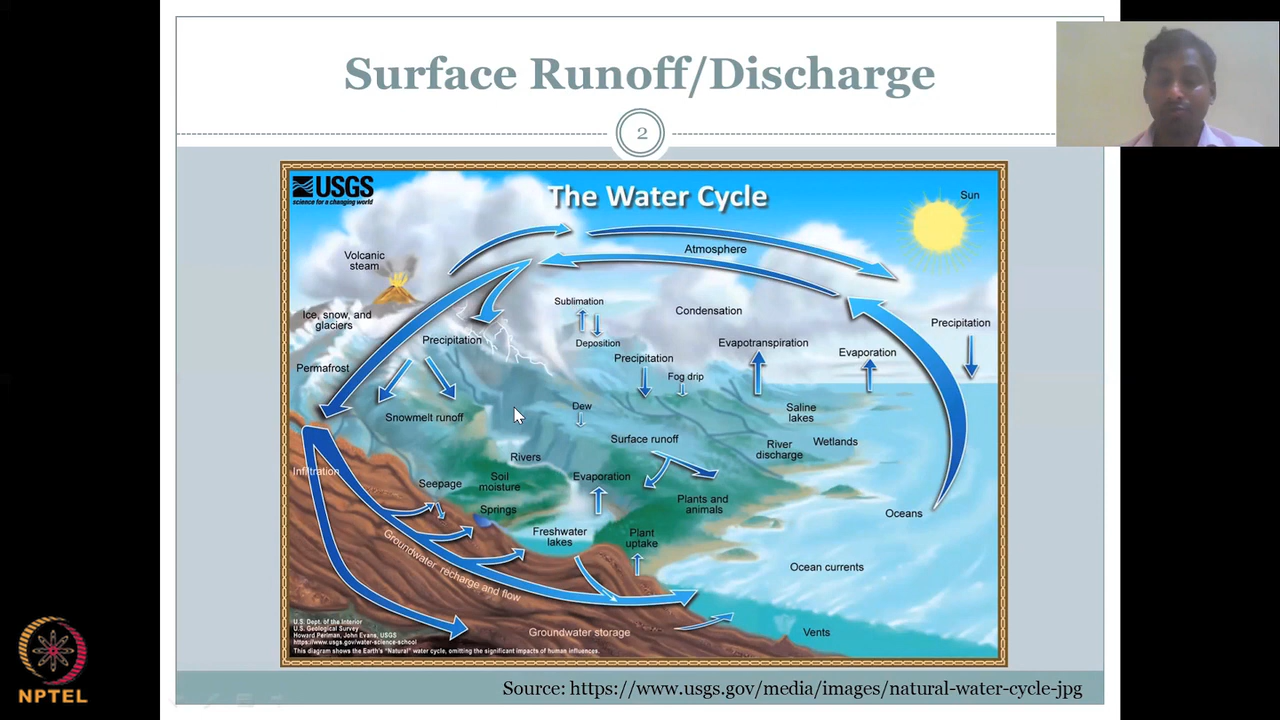 Surface Runoff/Discharge
2
USGS
science for a changing world
The Water Cycle
Sun
Atmosphere
Volcanic
steam
Sublimation
Condensation
Ice, snow, and
glaciers
Precipitation
Precipitation
Deposition
Evapotranspiration
Evaporation
Precipitation
Permafrost
Fog drip
Dew
Snowmelt runoff
Saline
lakes
Surface runoff
River
discharge
Wetlands
Rivers
Infiltration
Seepage
Soil
moisture
Evaporation
Plants and
animals
Springs
Oceans
Freshwater
lakes
Plant
uptake
Groundwater recharge and flow
Ocean currents
Groundwater storage
Vents
U.S. Dept. of the Interior
U.S. Geological Survey
Howard Perlman, John Evans, USGS
https://www.usgs.gov/water-science-school
This diagram shows the Earth's "Natural" water cycle, omitting the significant impacts of human influences.
Source: https://www.usgs.gov/media/images/natural-water-cycle-jpg
NPTEL